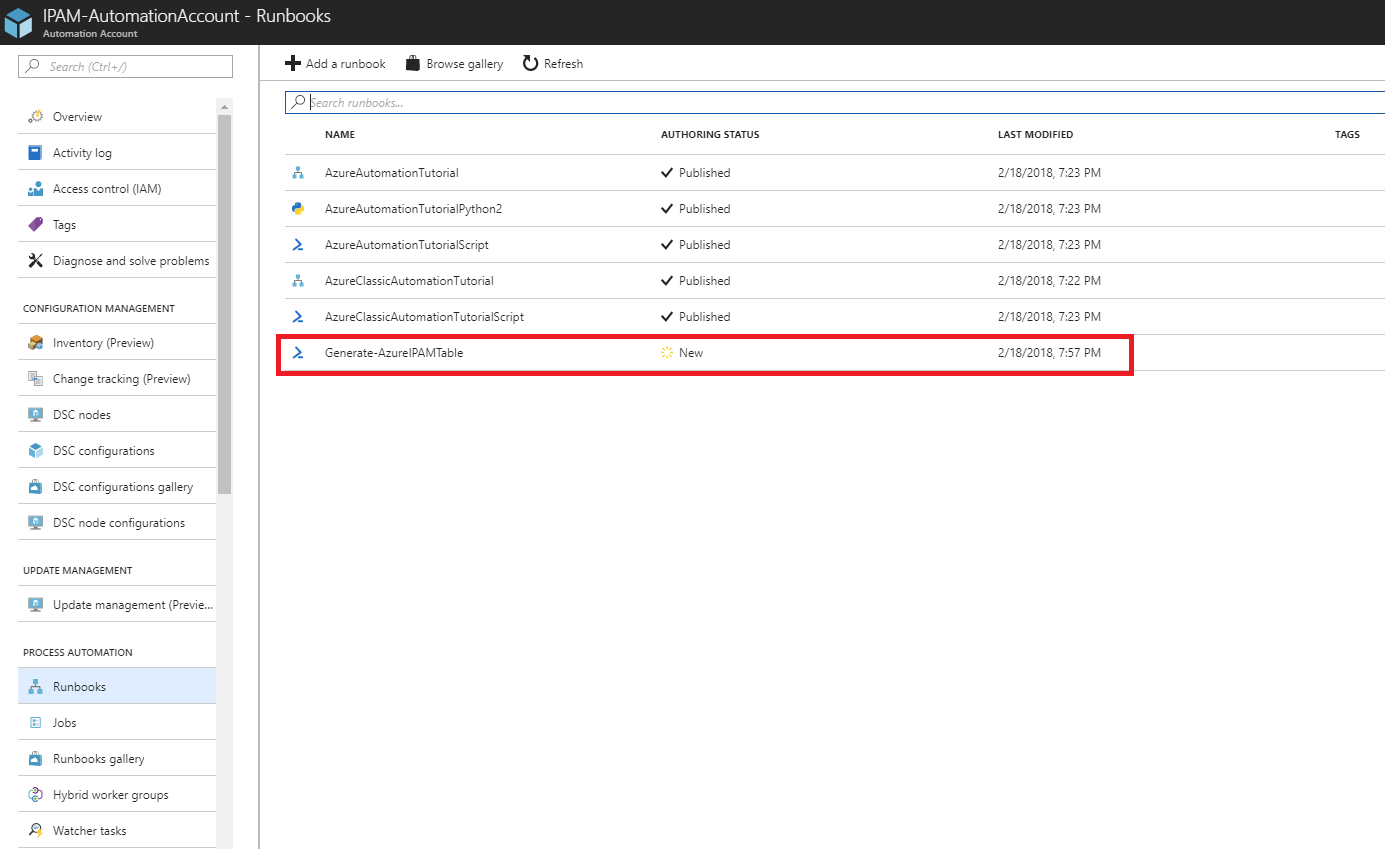 IPAM-AutomationAccount - Runbooks
Automation Account
Search (Ctrl+/)
Overview
Activity log
Access control (IAM)
Tags
Diagnose and solve problems
CONFIGURATION MANAGEMENT
Inventory (Preview)
Change tracking (Preview)
DSC nodes
DSC configurations
DSC configurations gallery
DSC node configurations
UPDATE MANAGEMENT
Update management (Previe...
PROCESS AUTOMATION
Runbooks
Jobs
Runbooks gallery
Hybrid worker groups
Watcher tasks
Add a runbook Browse gallery Refresh
Search runbooks...
NAME AUTHORING STATUS LAST MODIFIED TAGS
AzureAutomationTutorial Published 2/18/2018, 7:23 PM
AzureAutomationTutorialPython2 Published 2/18/2018, 7:23 PM
AzureAutomationTutorialScript Published 2/18/2018, 7:23 PM
AzureClassicAutomationTutorial Published 2/18/2018, 7:22 PM
AzureClassicAutomationTutorialScript Published 2/18/2018, 7:23 PM
Generate-AzureIPAMTable New 2/18/2018, 7:57 PM